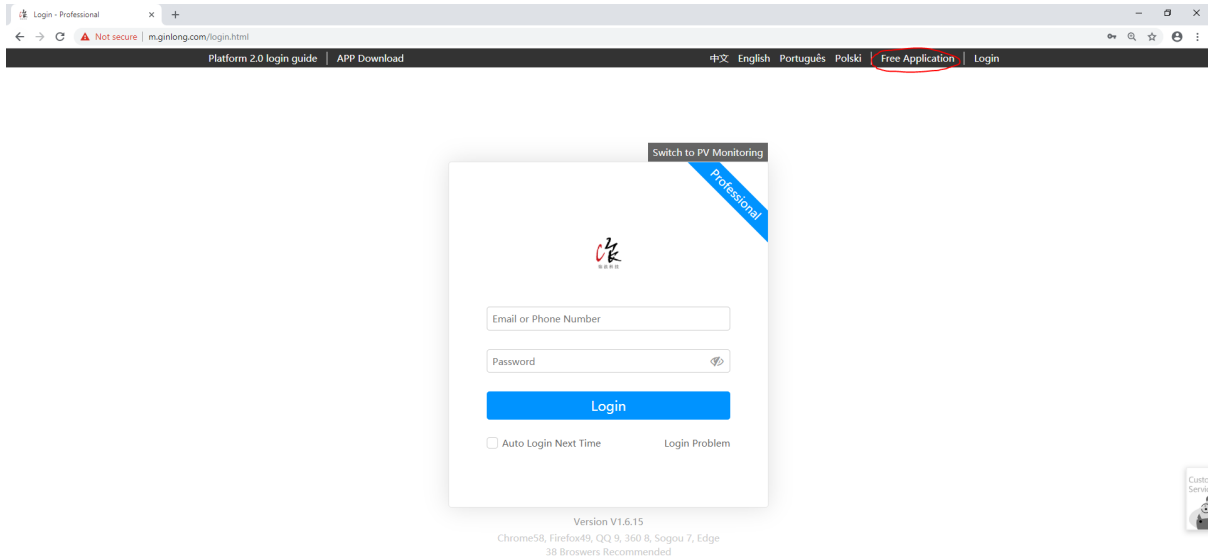 Login - Professional
Not secure | m.ginlong.com/login.html
Platform 2.0 login guide | APP Download 中文 English Português Polski | Free Application | Login
Switch to PV Monitoring
Professional
Email or Phone Number
Password
Login
Auto Login Next Time Login Problem
Version V1.6.15
Chrome58, Firefox49, QQ 9, 360 8, Sogou 7, Edge
38 Broswers Recommended